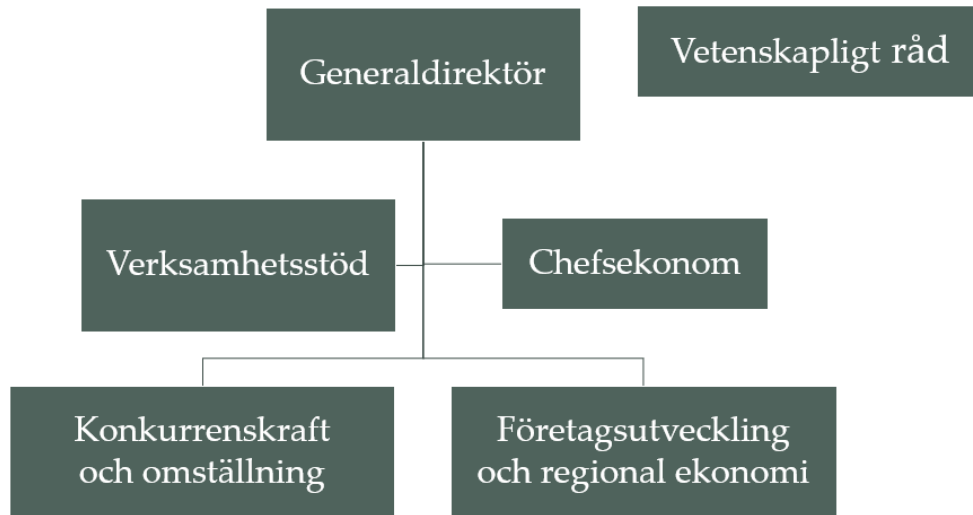 Generaldirektör
Vetenskapligt råd
Verksamhetsstöd
Chefsekonom
Konkurrenskraft
och omställning
Företagsutveckling
och regional ekonomi